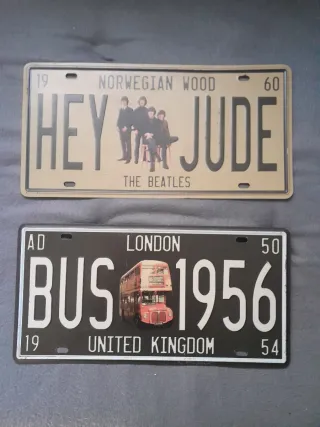 19 NORWEGIAN WOOD 60
HEY JUDE
THE BEATLES
AD LONDON 50
BUS 1956
19 UNITED KINGDOM 54